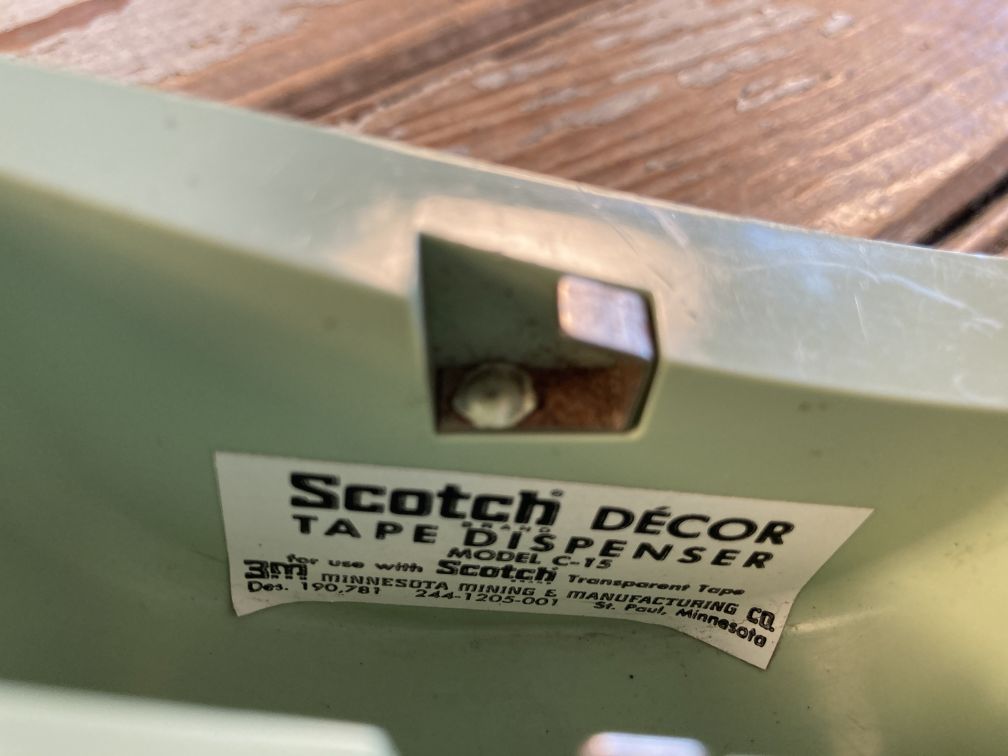 Scotch® DÉCOR
BRAND
TAPE DISPENSER
MODEL C-15
for use with Scotch Transparent Tape
3M MINNESOTA MINING & MANUFACTURING CO.
Des. 190,781 244-1205-001 St. Paul, Minnesota